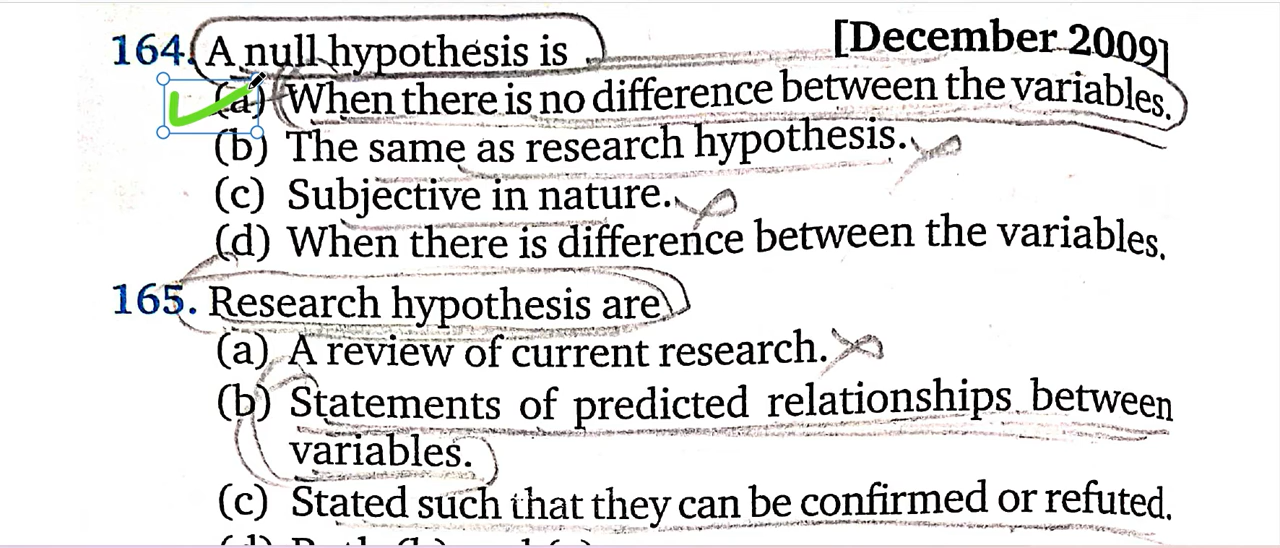 164. A null hypothesis is [December 2009]
(a) When there is no difference between the variables.
(b) The same as research hypothesis.
(c) Subjective in nature.
(d) When there is difference between the variables.
165. Research hypothesis are
(a) A review of current research.
(b) Statements of predicted relationships between
variables.
(c) Stated such that they can be confirmed or refuted.